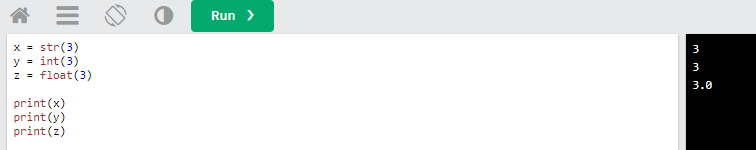 Run ❯
x = str(3)
y = int(3)
z = float(3)
print(x)
print(y)
print(z)
3
3
3.0